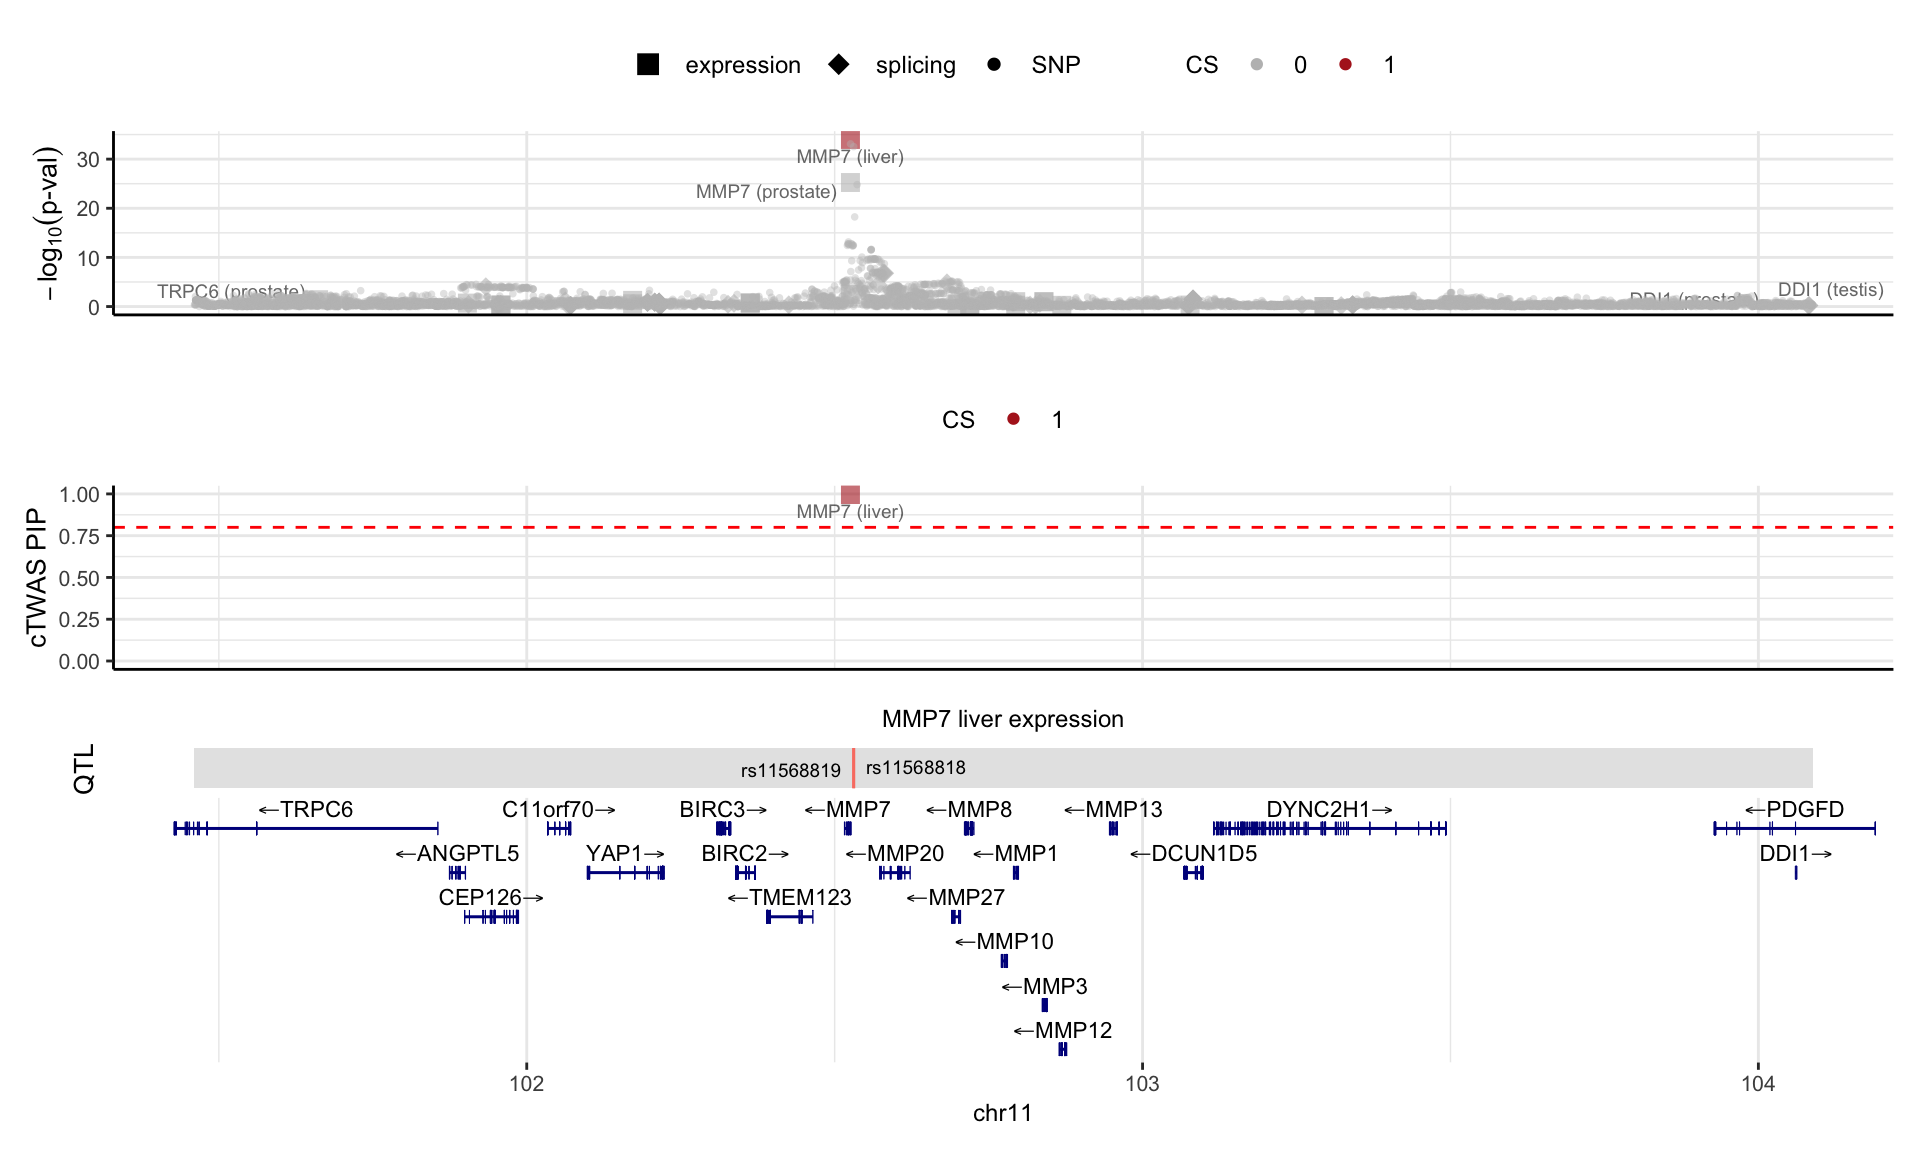 expression splicing SNP CS 0 1
− log10(p-val)
30
20
10
0
MMP7 (liver)
MMP7 (prostate)
TRPC6 (prostate)
DDI1 (prostate)
DDI1 (testis)
CS 1
cTWAS PIP
1.00
0.75
0.50
0.25
0.00
MMP7 (liver)
MMP7 liver expression
QTL
rs11568819 rs11568818
←TRPC6 C11orf70→ BIRC3→ ←MMP7 ←MMP8 ←MMP13 DYNC2H1→ ←PDGFD
←ANGPTL5 YAP1→ BIRC2→ ←MMP20 ←MMP1 ←DCUN1D5 DDI1→
CEP126→ ←TMEM123 ←MMP27
←MMP10
←MMP3
←MMP12
102 103 104
chr11